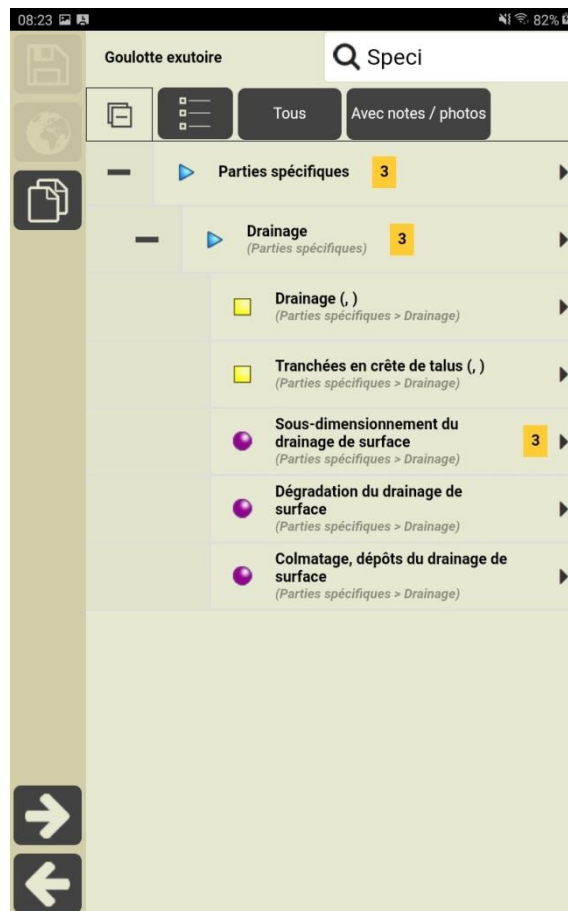 08:23 82%
Goulotte exutoire
Speci
Tous
Avec notes / photos
Parties spécifiques 3
Drainage 3
(Parties spécifiques)
Drainage (, )
(Parties spécifiques > Drainage)
Tranchées en crête de talus (, )
(Parties spécifiques > Drainage)
Sous-dimensionnement du
drainage de surface 3
(Parties spécifiques > Drainage)
Dégradation du drainage de
surface
(Parties spécifiques > Drainage)
Colmatage, dépôts du drainage de
surface
(Parties spécifiques > Drainage)